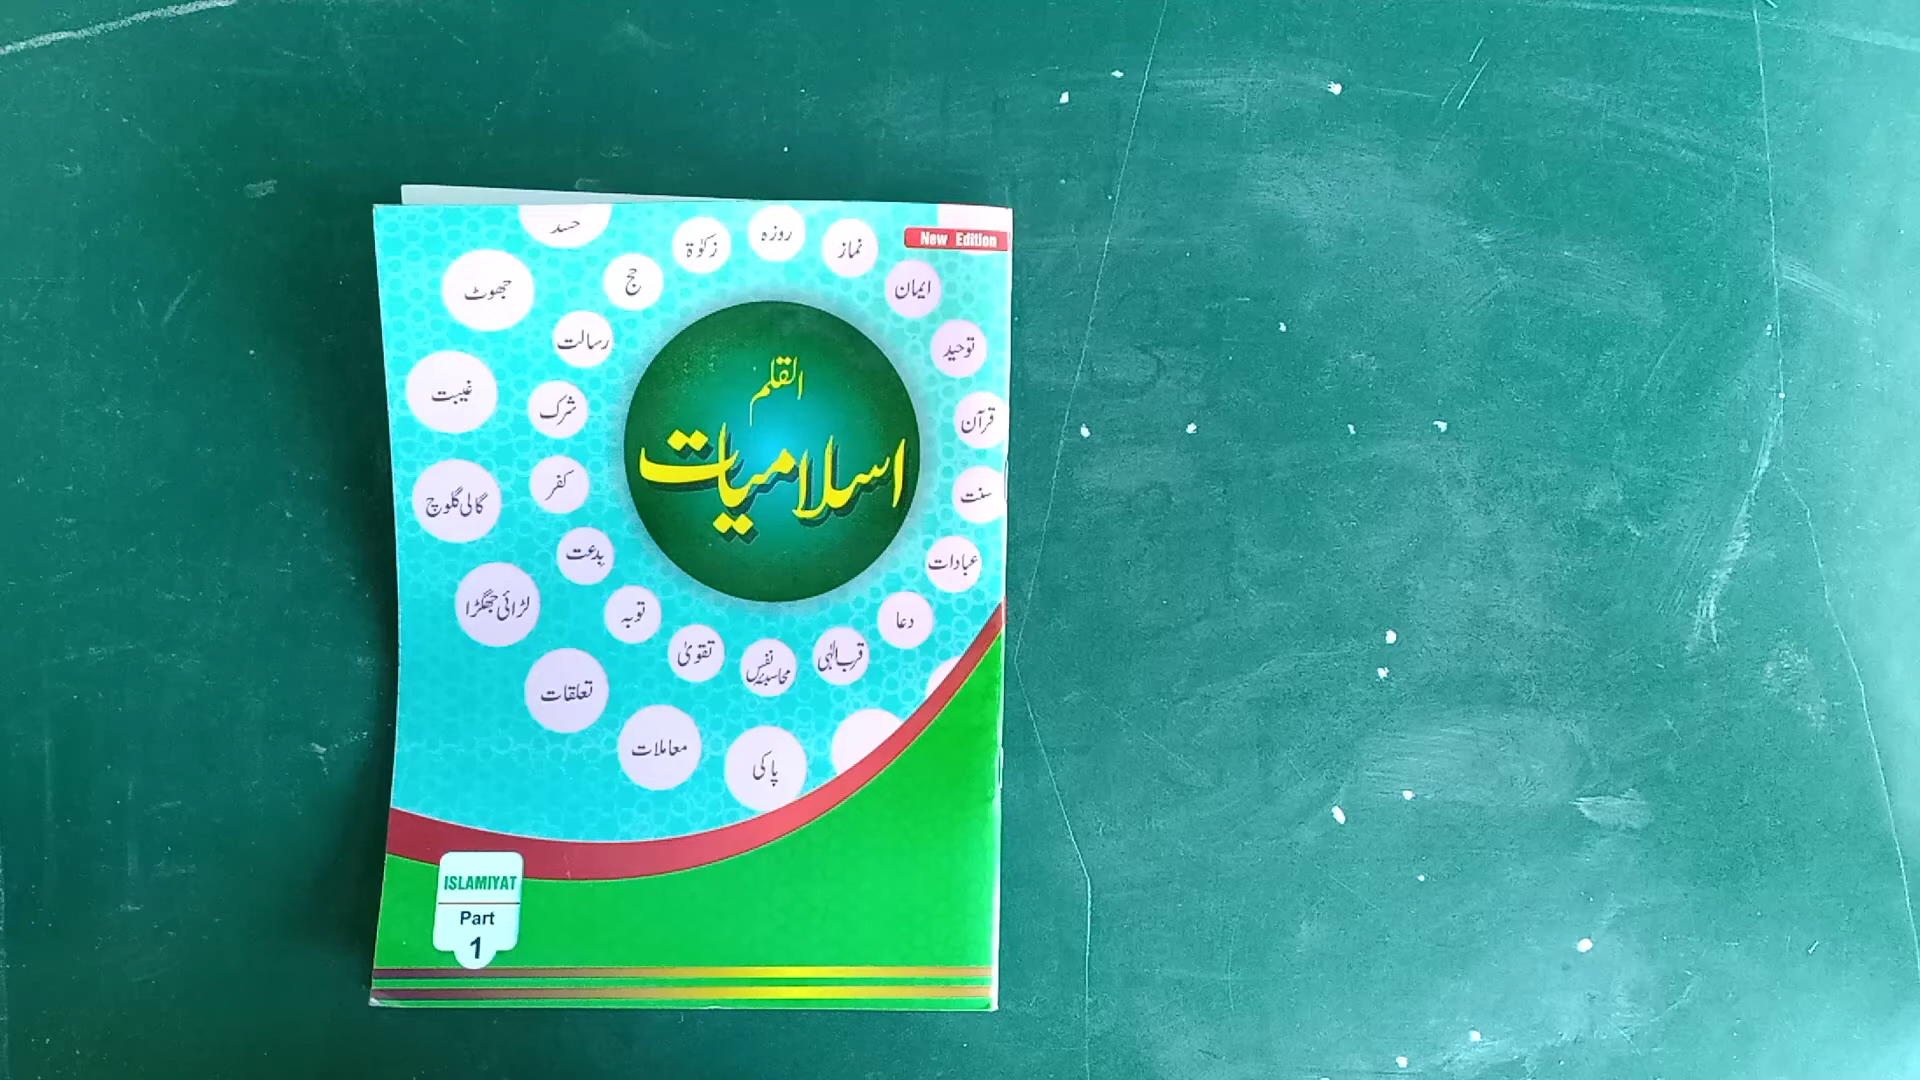 New Edition
حسد
جھوٹ
غیبت
گالی گلوچ
لڑائی جھگڑا
تعلقات
معاملات
پاکی
نماز
روزہ
زکوٰۃ
حج
رسالت
شرک
کفر
بدعت
توبہ
تقویٰ
محاسبۂ نفس
قرب الٰہی
دعا
عبادات
سنت
قرآن
توحید
ایمان
القلم
اسلامیات
ISLAMIYAT
Part
1